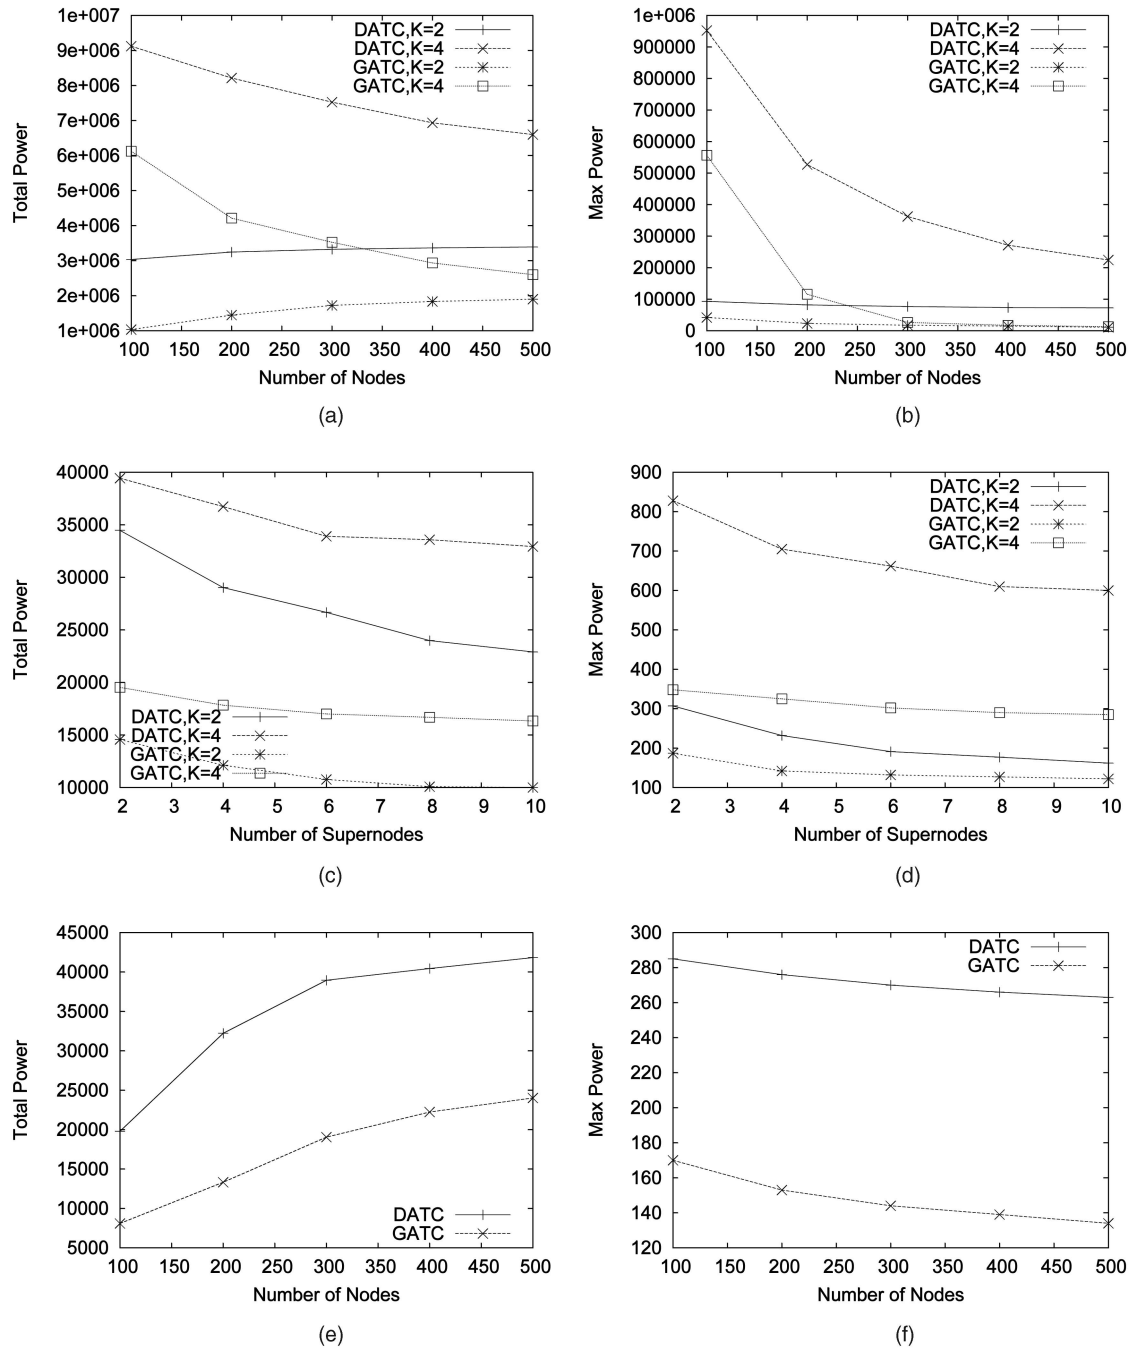 1e+007
9e+006
8e+006
7e+006
6e+006
5e+006
4e+006
3e+006
2e+006
1e+006
Total Power
DATC,K=2
DATC,K=4
GATC,K=2
GATC,K=4
100 150 200 250 300 350 400 450 500
Number of Nodes
(a)
1e+006
900000
800000
700000
600000
500000
400000
300000
200000
100000
0
Max Power
DATC,K=2
DATC,K=4
GATC,K=2
GATC,K=4
100 150 200 250 300 350 400 450 500
Number of Nodes
(b)
40000
35000
30000
25000
20000
15000
10000
Total Power
DATC,K=2
DATC,K=4
GATC,K=2
GATC,K=4
2 3 4 5 6 7 8 9 10
Number of Supernodes
(c)
900
800
700
600
500
400
300
200
100
Max Power
DATC,K=2
DATC,K=4
GATC,K=2
GATC,K=4
2 3 4 5 6 7 8 9 10
Number of Supernodes
(d)
45000
40000
35000
30000
25000
20000
15000
10000
5000
Total Power
DATC
GATC
100 150 200 250 300 350 400 450 500
Number of Nodes
(e)
300
280
260
240
220
200
180
160
140
120
Max Power
DATC
GATC
100 150 200 250 300 350 400 450 500
Number of Nodes
(f)